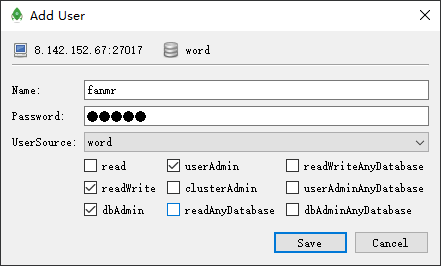 Add User
8.142.152.67:27017 word
Name: fanmr
Password: ●●●●●
UserSource: word
read userAdmin readWriteAnyDatabase
readWrite clusterAdmin userAdminAnyDatabase
dbAdmin readAnyDatabase dbAdminAnyDatabase
Save Cancel